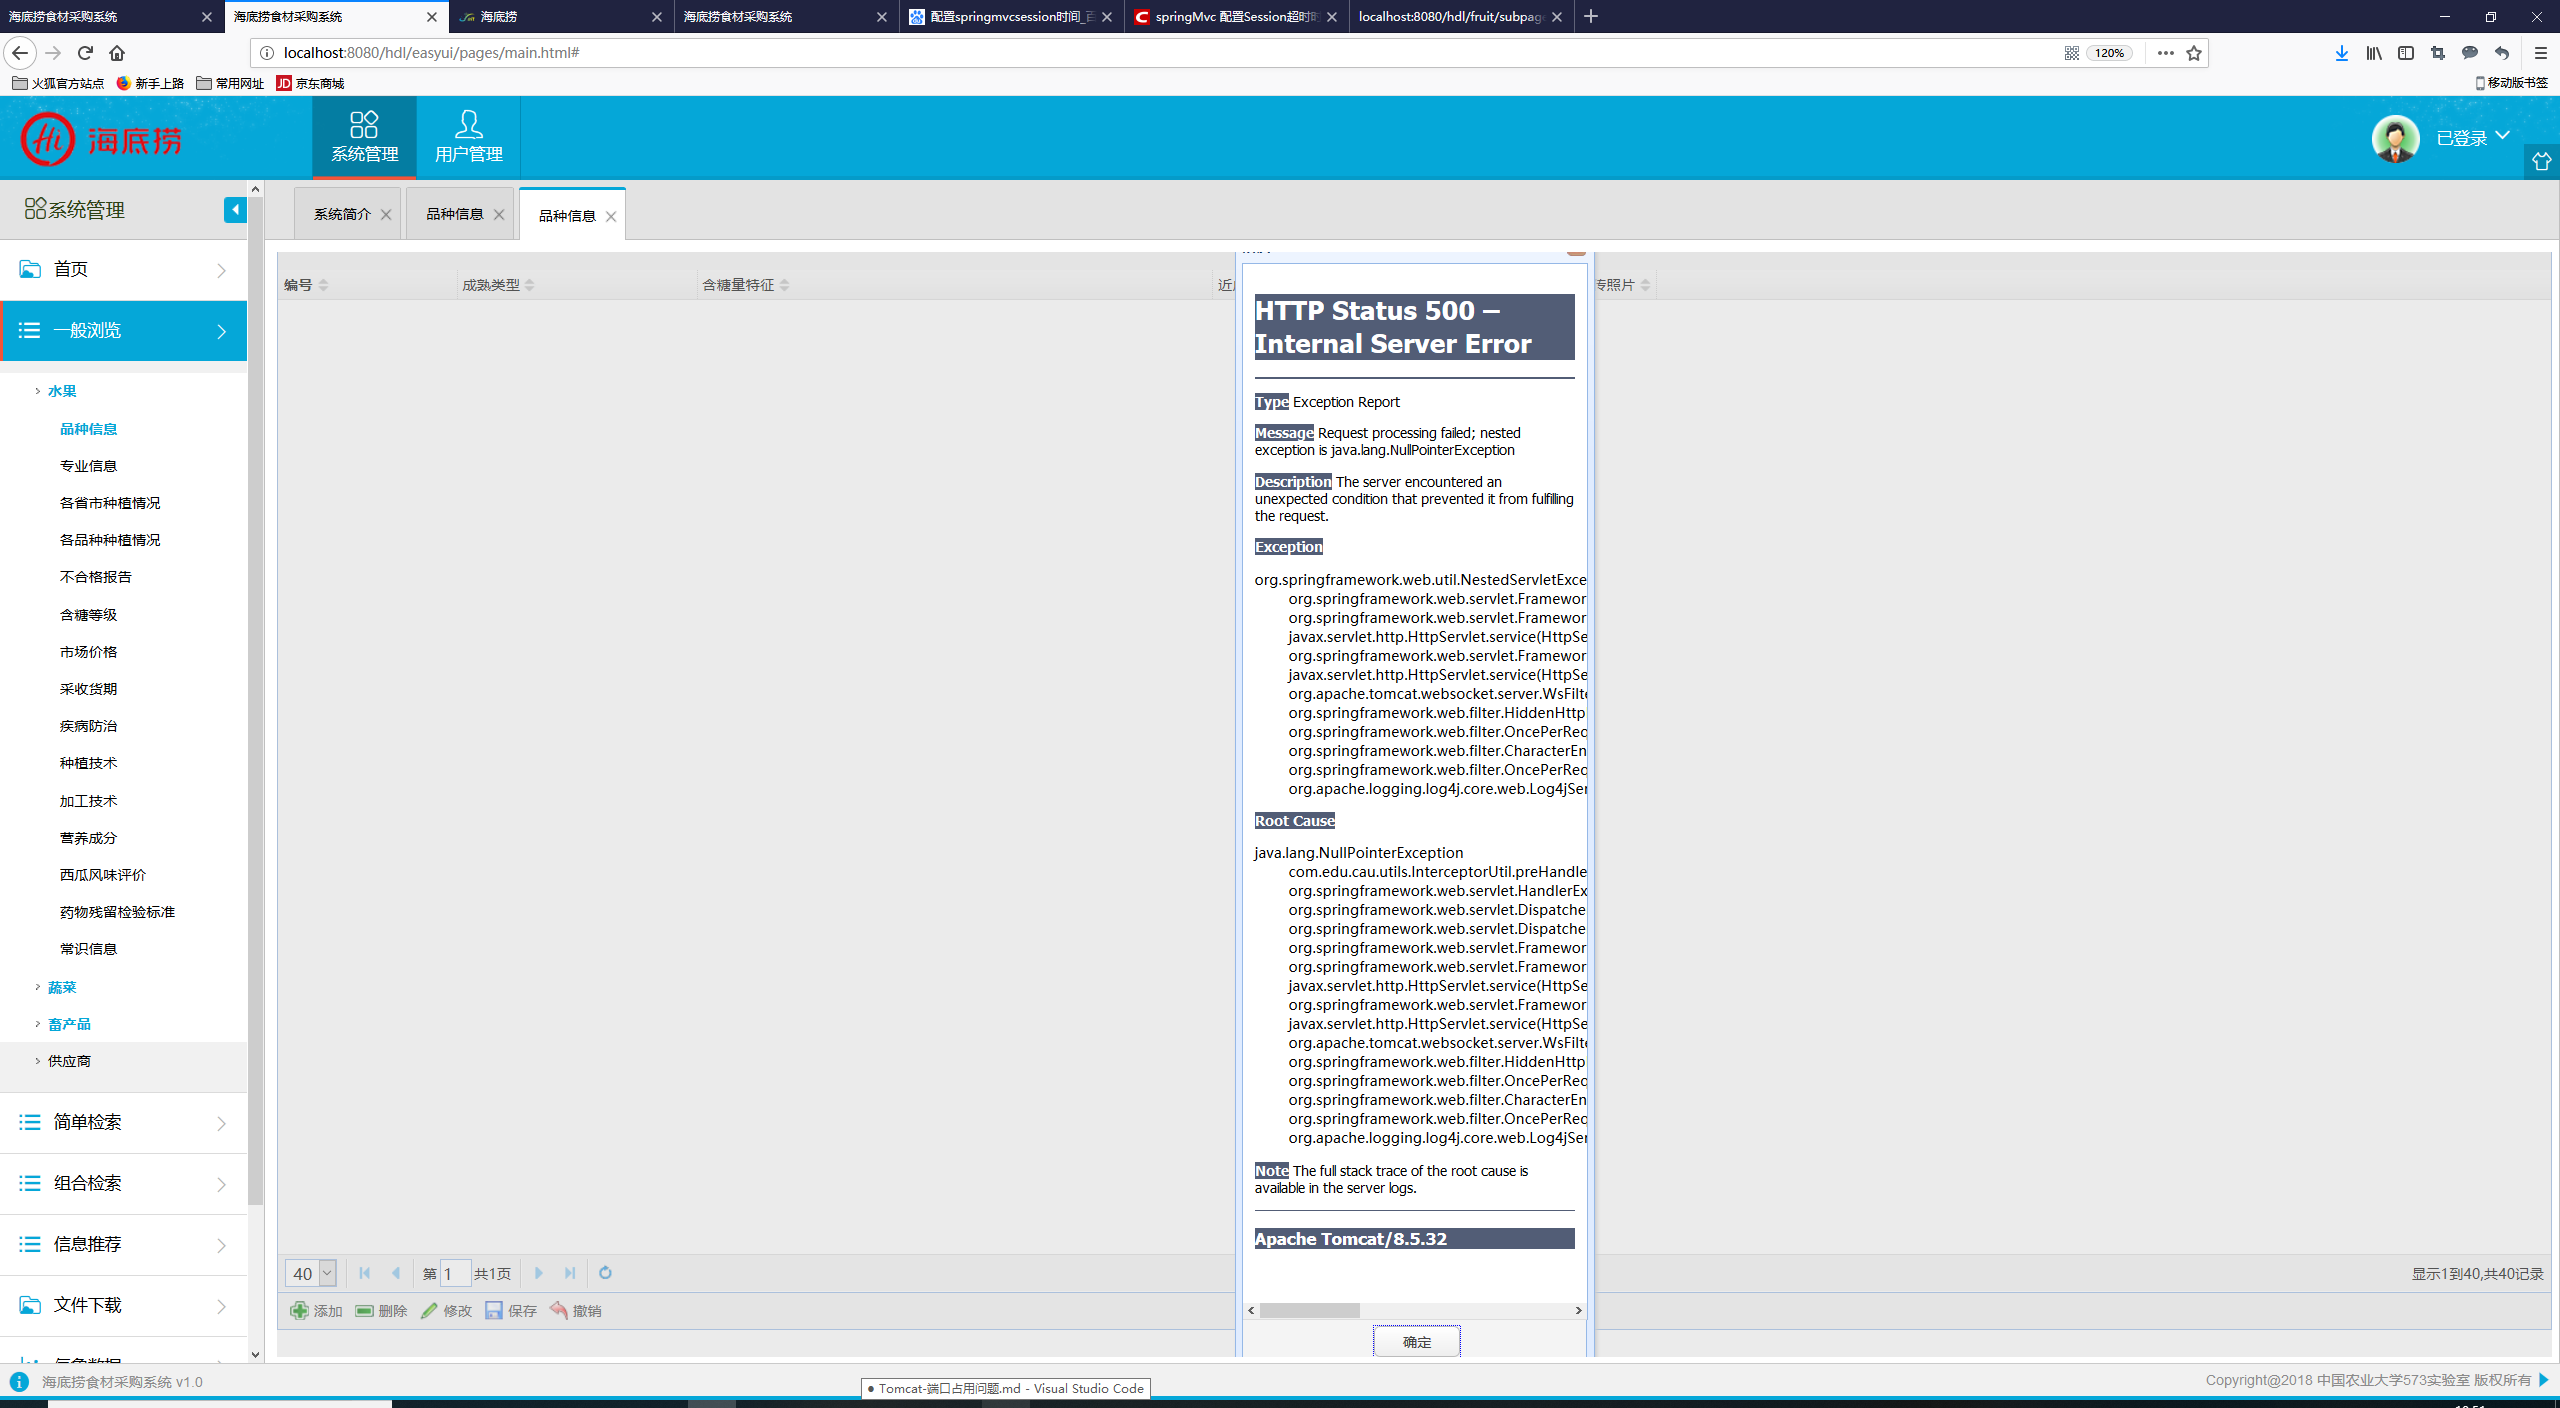 海底捞食材采购系统
海底捞食材采购系统
海底捞
海底捞食材采购系统
配置springmvcsession时间_百
springMvc 配置Session超时时
localhost:8080/hdl/fruit/subpage
localhost:8080/hdl/easyui/pages/main.html#
120%
火狐官方站点
新手上路
常用网址
JD 京东商城
移动版书签
Hi 海底捞
系统管理
用户管理
已登录
系统管理
系统简介
品种信息
品种信息
首页
一般浏览
水果
品种信息
专业信息
各省市种植情况
各品种种植情况
不合格报告
含糖等级
市场价格
采收货期
疾病防治
种植技术
加工技术
营养成分
西瓜风味评价
药物残留检验标准
常识信息
蔬菜
畜产品
供应商
简单检索
组合检索
信息推荐
文件下载
编号
成熟类型
含糖量特征
近
传照片
HTTP Status 500 –
Internal Server Error
Type Exception Report
Message Request processing failed; nested
exception is java.lang.NullPointerException
Description The server encountered an
unexpected condition that prevented it from fulfilling
the request.
Exception
org.springframework.web.util.NestedServletExce
org.springframework.web.servlet.Framewor
org.springframework.web.servlet.Framewor
javax.servlet.http.HttpServlet.service(HttpSe
org.springframework.web.servlet.Framewor
javax.servlet.http.HttpServlet.service(HttpSe
org.apache.tomcat.websocket.server.WsFilte
org.springframework.web.filter.HiddenHttp
org.springframework.web.filter.OncePerReq
org.springframework.web.filter.CharacterEn
org.springframework.web.filter.OncePerReq
org.apache.logging.log4j.core.web.Log4jSer
Root Cause
java.lang.NullPointerException
com.edu.cau.utils.InterceptorUtil.preHandle
org.springframework.web.servlet.HandlerEx
org.springframework.web.servlet.Dispatche
org.springframework.web.servlet.Dispatche
org.springframework.web.servlet.Framewor
org.springframework.web.servlet.Framewor
javax.servlet.http.HttpServlet.service(HttpSe
org.springframework.web.servlet.Framewor
javax.servlet.http.HttpServlet.service(HttpSe
org.apache.tomcat.websocket.server.WsFilte
org.springframework.web.filter.HiddenHttp
org.springframework.web.filter.OncePerReq
org.springframework.web.filter.CharacterEn
org.springframework.web.filter.OncePerReq
org.apache.logging.log4j.core.web.Log4jSer
Note The full stack trace of the root cause is
available in the server logs.
Apache Tomcat/8.5.32
确定
40
第 1 共1页
显示1到40,共40记录
添加
删除
修改
保存
撤销
海底捞食材采购系统 v1.0
● Tomcat-端口占用问题.md - Visual Studio Code
Copyright@2018 中国农业大学573实验室 版权所有